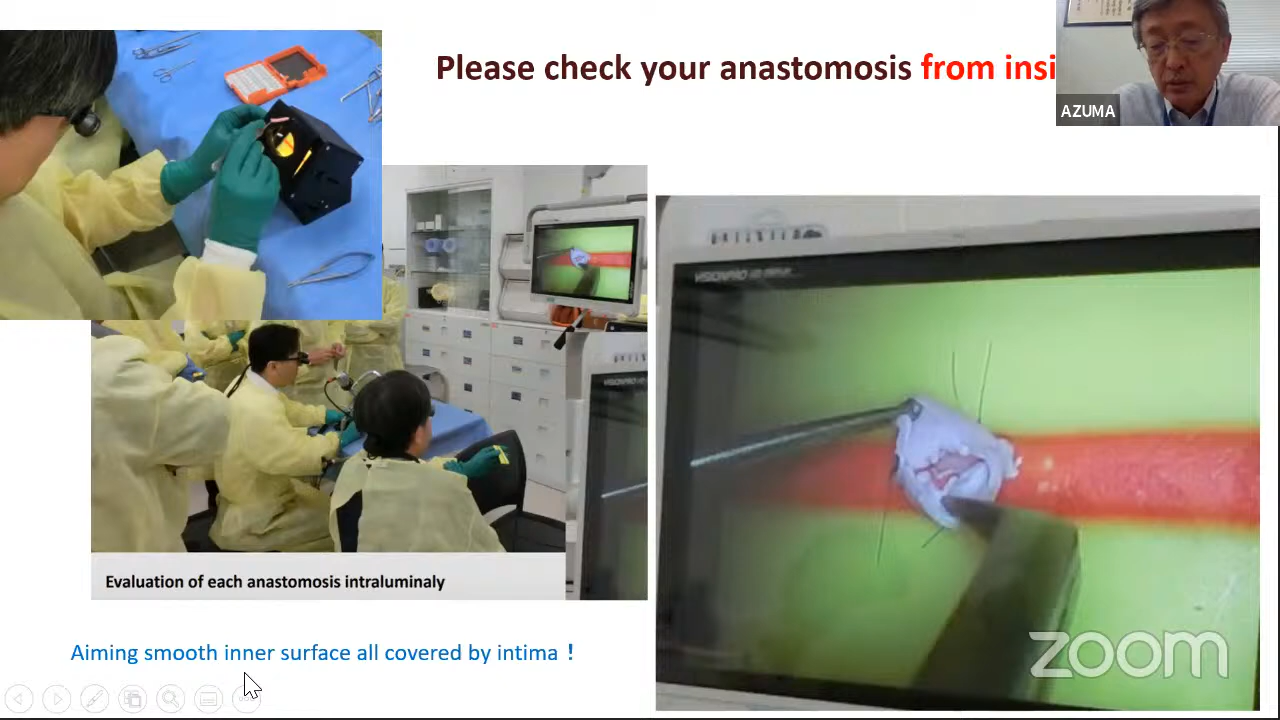 Please check your anastomosis from insi
AZUMA
VISIONPRO
Evaluation of each anastomosis intraluminaly
Aiming smooth inner surface all covered by intima !
zoom